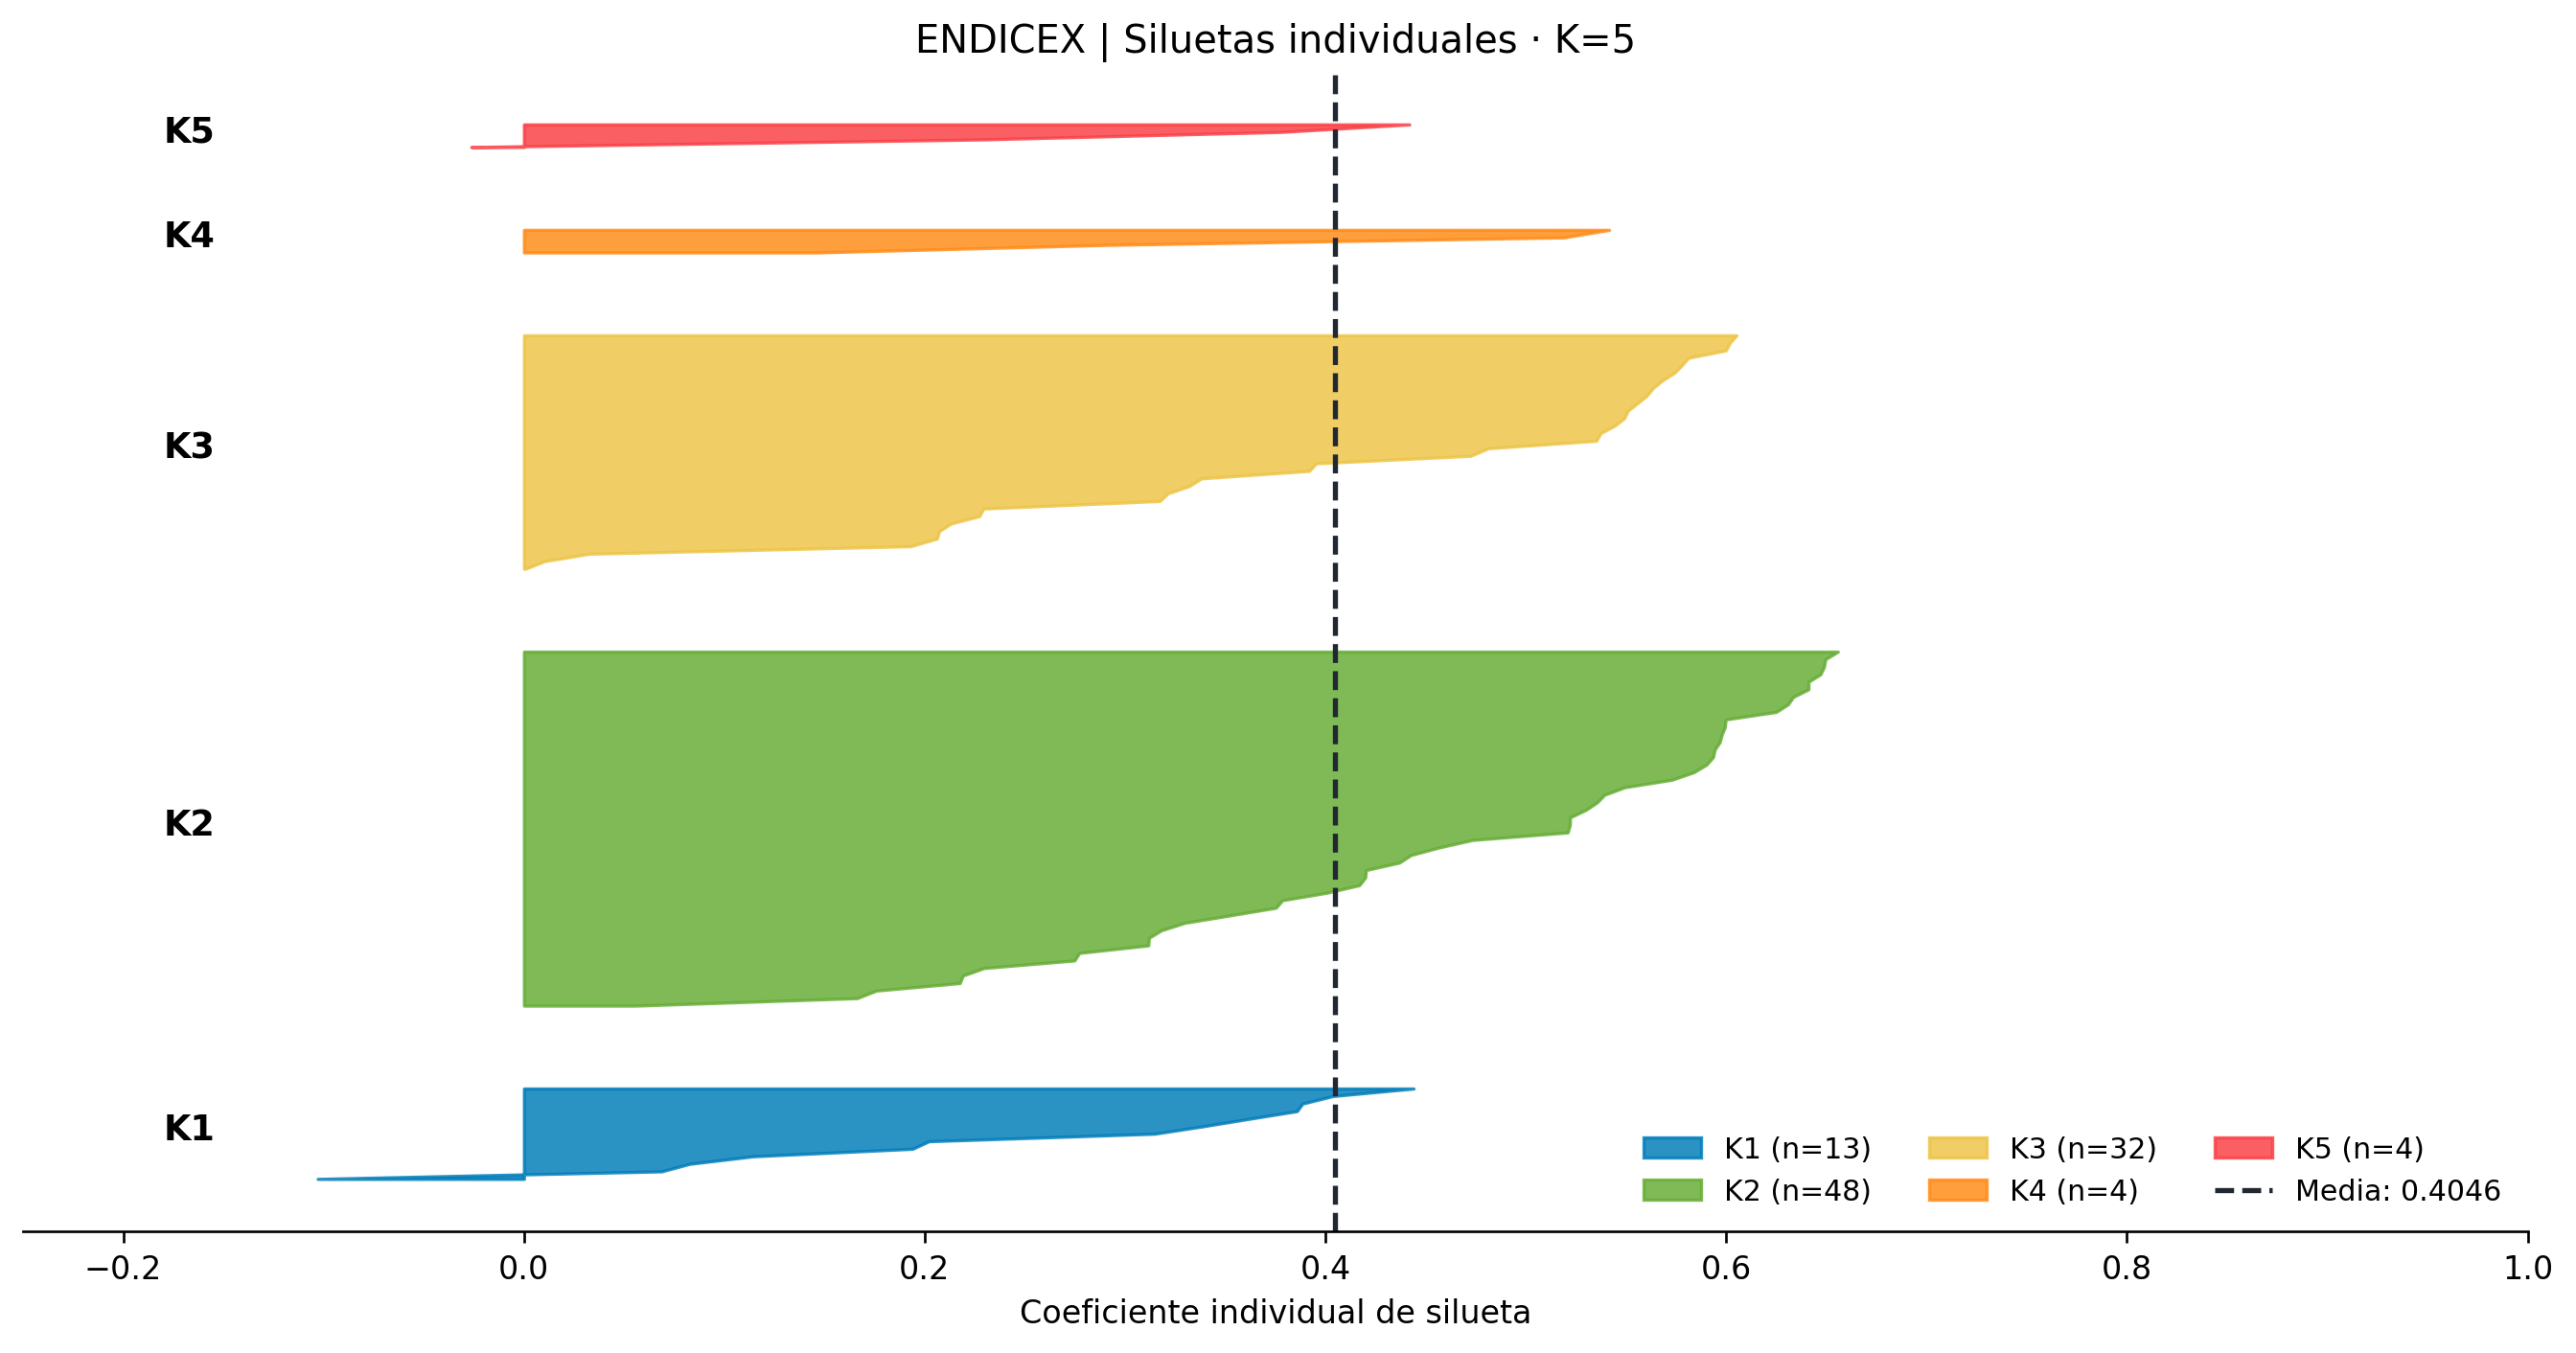 ENDICEX | Siluetas individuales · K=5
K5
K4
K3
K2
K1
K1 (n=13)
K2 (n=48)
K3 (n=32)
K4 (n=4)
K5 (n=4)
Media: 0.4046
−0.2 0.0 0.2 0.4 0.6 0.8 1.0
Coeficiente individual de silueta